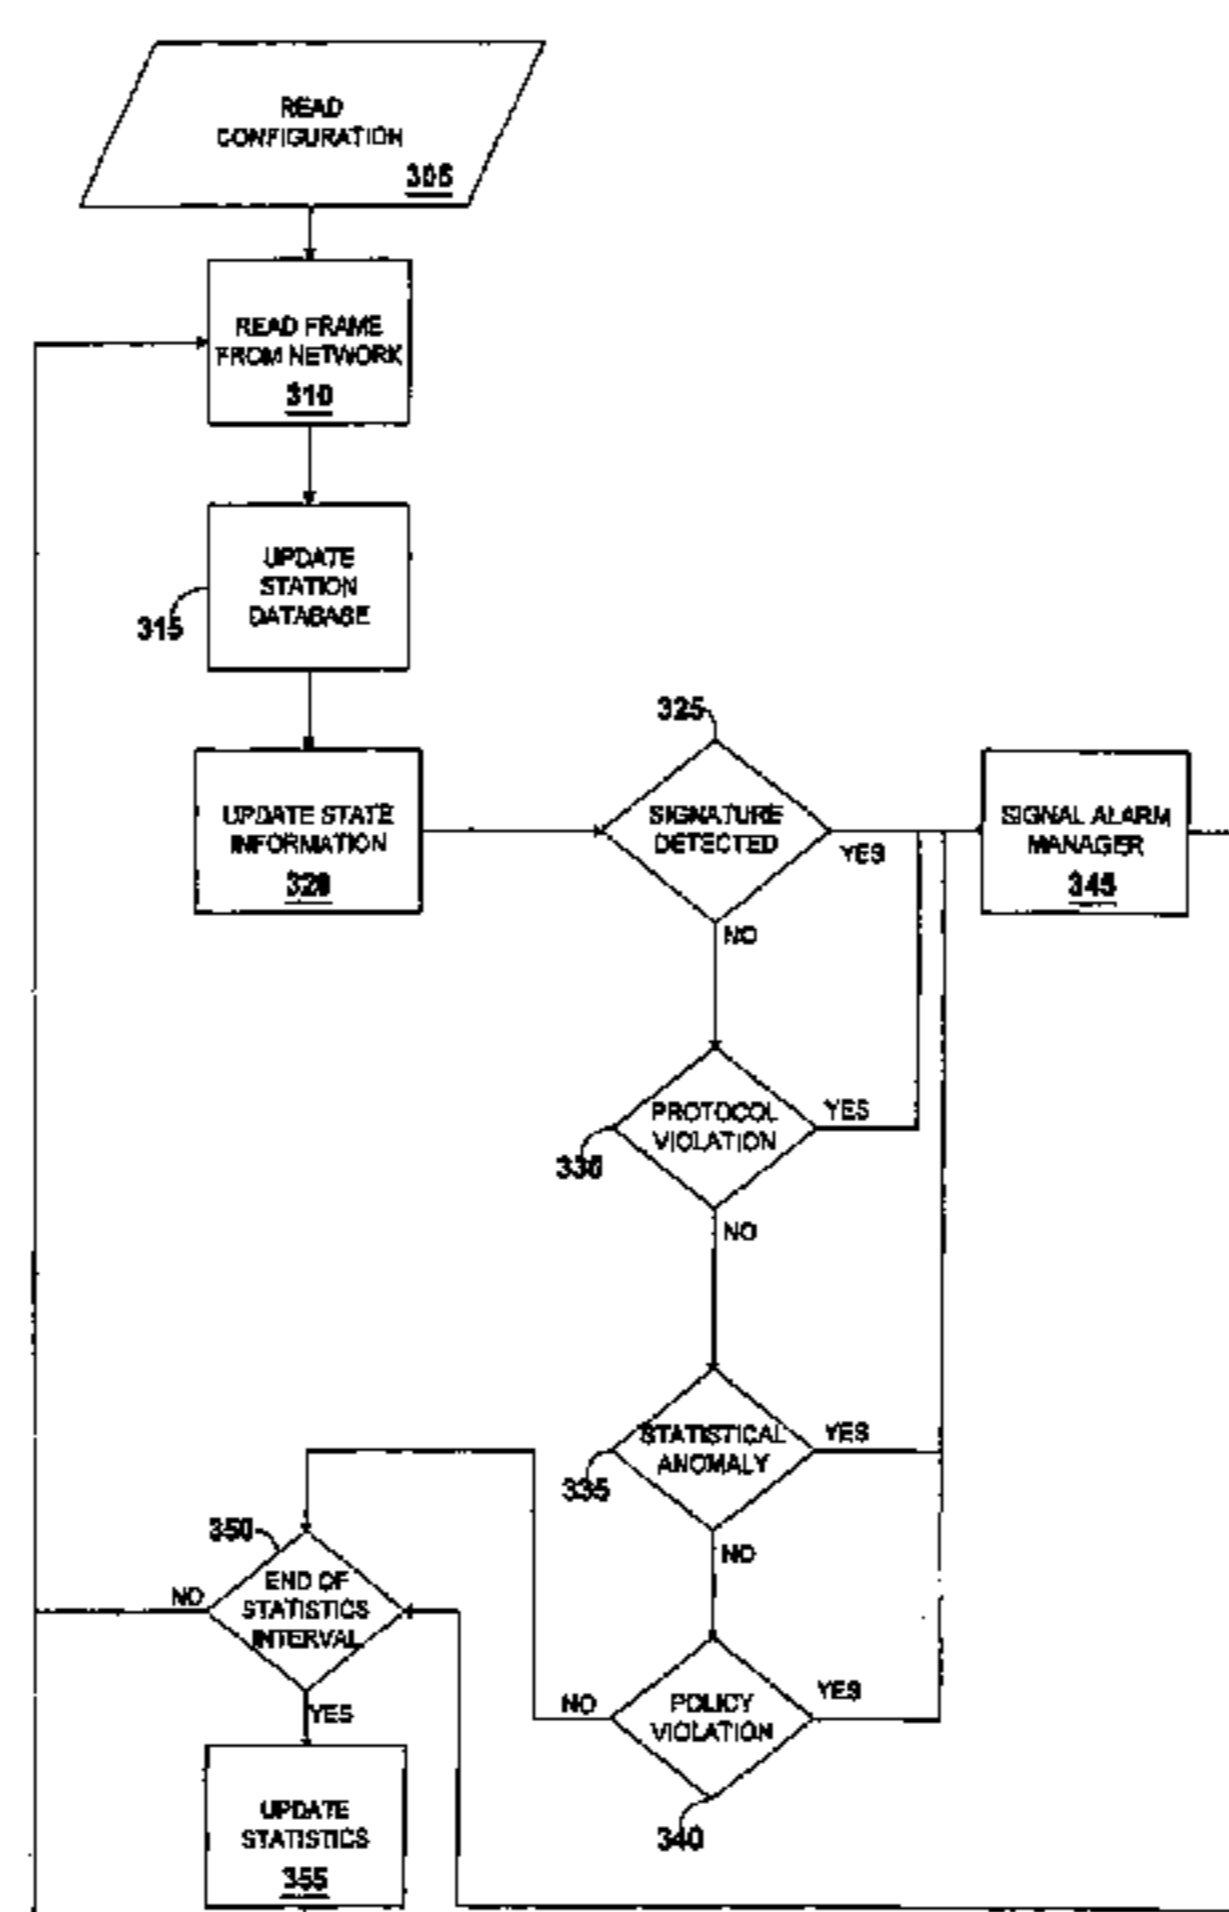 READ
CONFIGURATION
305
READ FRAME
FROM NETWORK
310
UPDATE
STATION
DATABASE
315
UPDATE STATE
INFORMATION
320
325
SIGNATURE
DETECTED
YES
NO
SIGNAL ALARM
MANAGER
345
PROTOCOL
VIOLATION
YES
330
NO
STATISTICAL
ANOMALY
YES
335
NO
350
END OF
STATISTICS
INTERVAL
NO
YES
POLICY
VIOLATION
NO
YES
340
UPDATE
STATISTICS
355